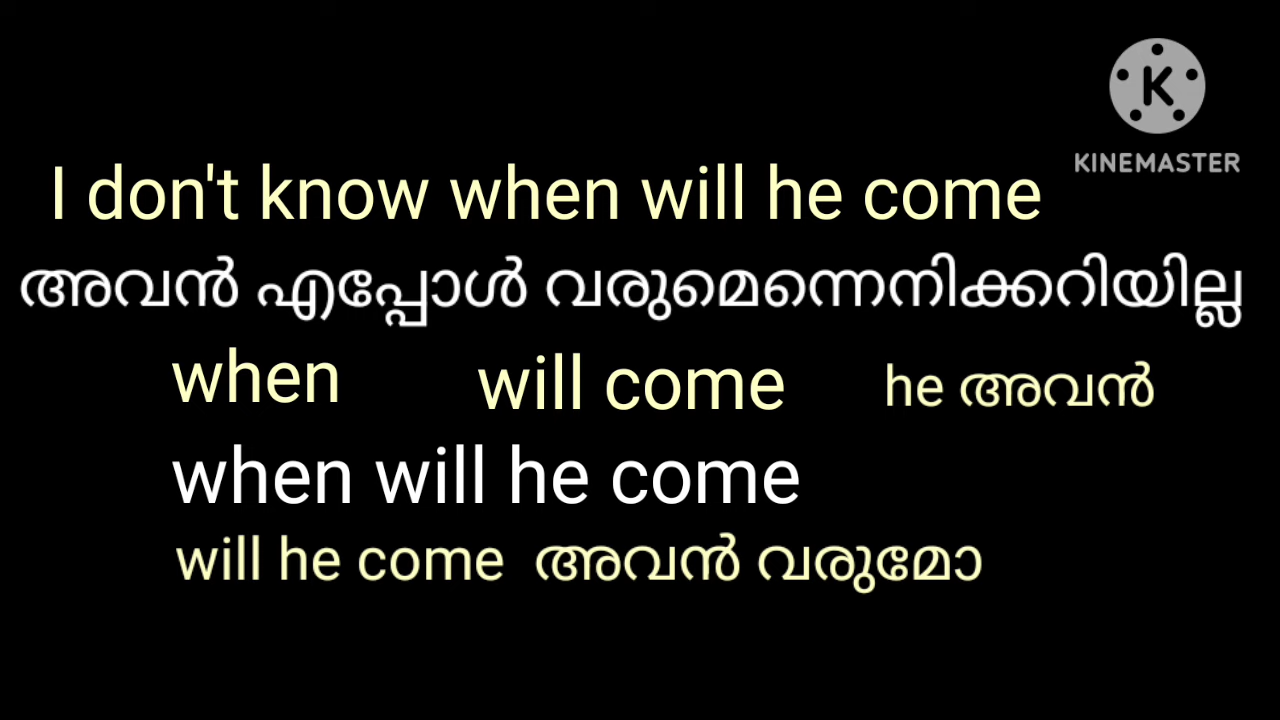 K
KINEMASTER
I don't know when will he come
അവൻ എപ്പോൾ വരുമെന്നെനിക്കറിയില്ല
when will come he അവൻ
when will he come
will he come അവൻ വരുമോ